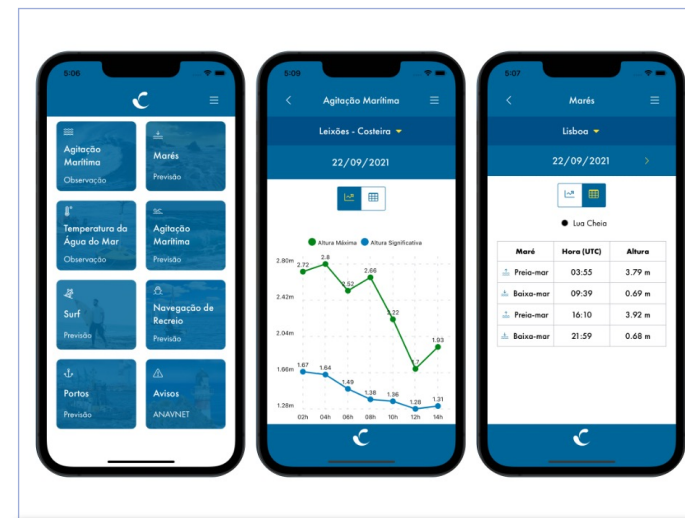 5:06
Agitação
Marítima
Observação
Marés
Previsão
Temperatura da
Água do Mar
Observação
Agitação
Marítima
Previsão
Surf
Previsão
Navegação de
Recreio
Previsão
Portos
Previsão
Avisos
ANAVNET
5:09
Agitação Marítima
Leixões - Costeira
22/09/2021
Altura Máxima Altura Significativa
2.80m
2.42m
2.04m
1.66m
1.28m
2.72
2.8
2.52
2.66
2.22
1.7
1.93
1.67
1.64
1.49
1.38
1.36
1.28
1.31
02h 04h 06h 08h 10h 12h 14h
5:07
Marés
Lisboa
22/09/2021
Lua Cheia
Maré Hora (UTC) Altura
Preia-mar 03:55 3.79 m
Baixa-mar 09:39 0.69 m
Preia-mar 16:10 3.92 m
Baixa-mar 21:59 0.68 m